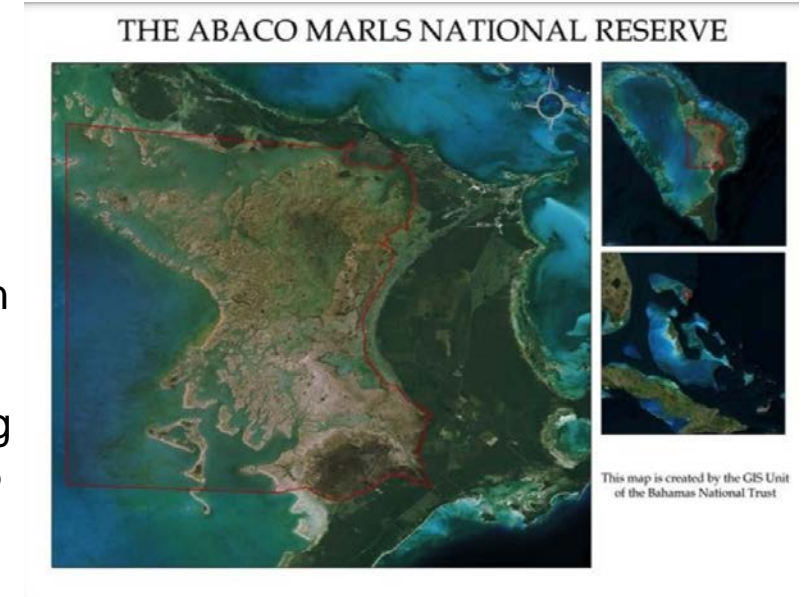 THE ABACO MARLS NATIONAL RESERVE
N
W
This map is created by the GIS Unit
of the Bahamas National Trust